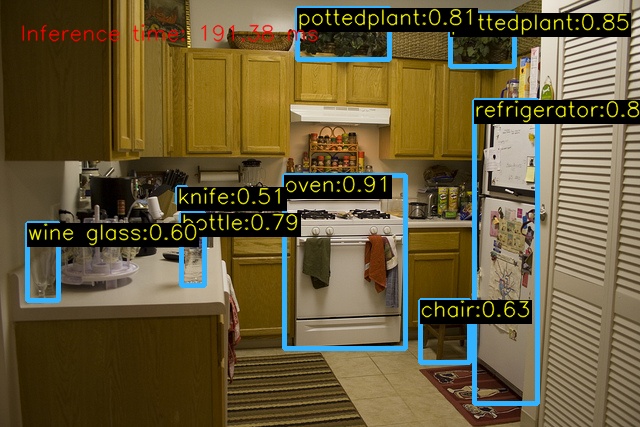 pottedplant:0.81
ttedplant:0.85
Inference time: 191.38 ms
refrigerator:0.8
oven:0.91
knife:0.51
bottle:0.79
wine glass:0.60
chair:0.63